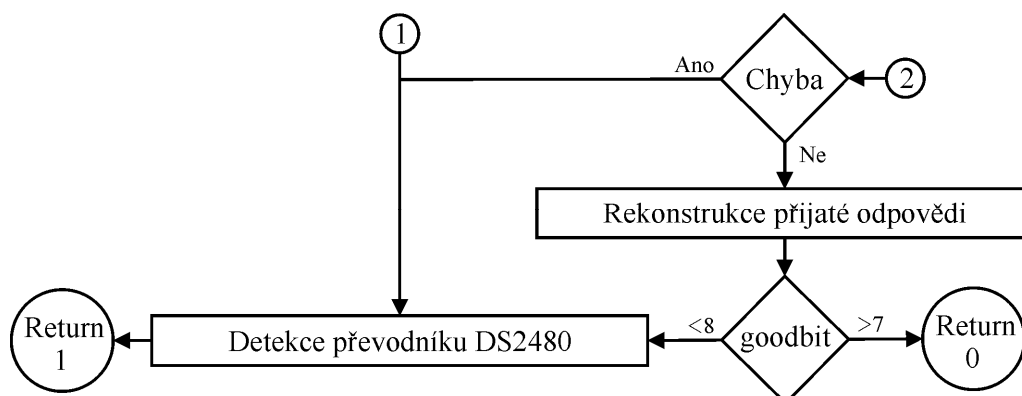 1
Ano
Chyba
2
Ne
Rekonstrukce přijaté odpovědi
Return
1
Detekce převodníku DS2480
<8
goodbit
>7
Return
0